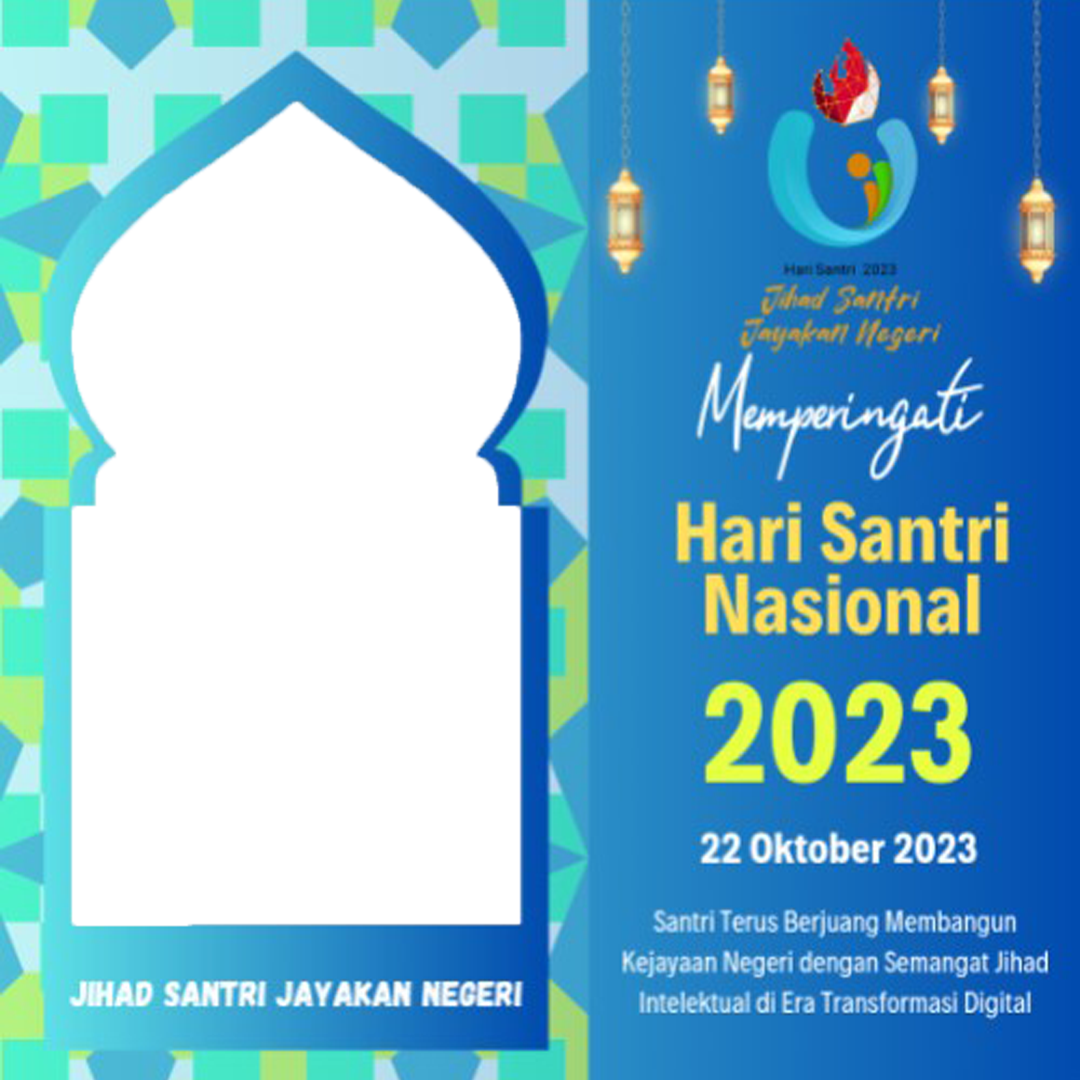 Hari Santri 2023
Jihad Santri
Jayakan Negeri
Memperingati
Hari Santri
Nasional
2023
22 Oktober 2023
Santri Terus Berjuang Membangun
Kejayaan Negeri dengan Semangat Jihad
Intelektual di Era Transformasi Digital
JIHAD SANTRI JAYAKAN NEGERI